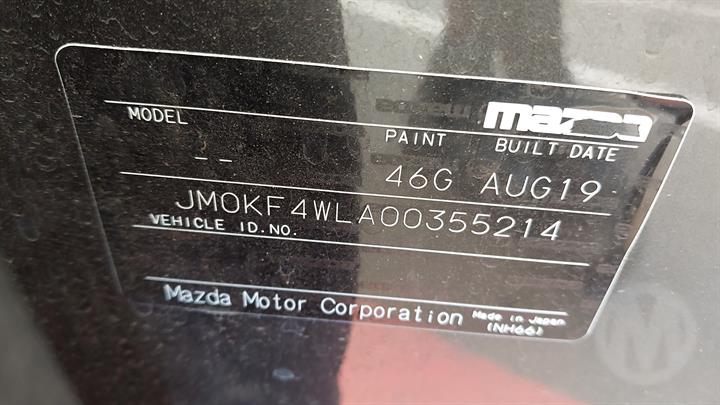 mazda
MODEL PAINT BUILT DATE
-- 46G AUG19
JM0KF4WLA00355214
VEHICLE ID.NO.
Mazda Motor Corporation Made in Japan
(NH66)
M